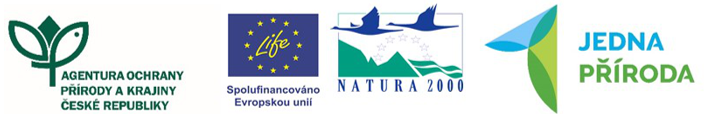 AGENTURA OCHRANY
PŘÍRODY A KRAJINY
ČESKÉ REPUBLIKY
Life
Spolufinancováno
Evropskou unií
NATURA 2000
JEDNA
PŘÍRODA